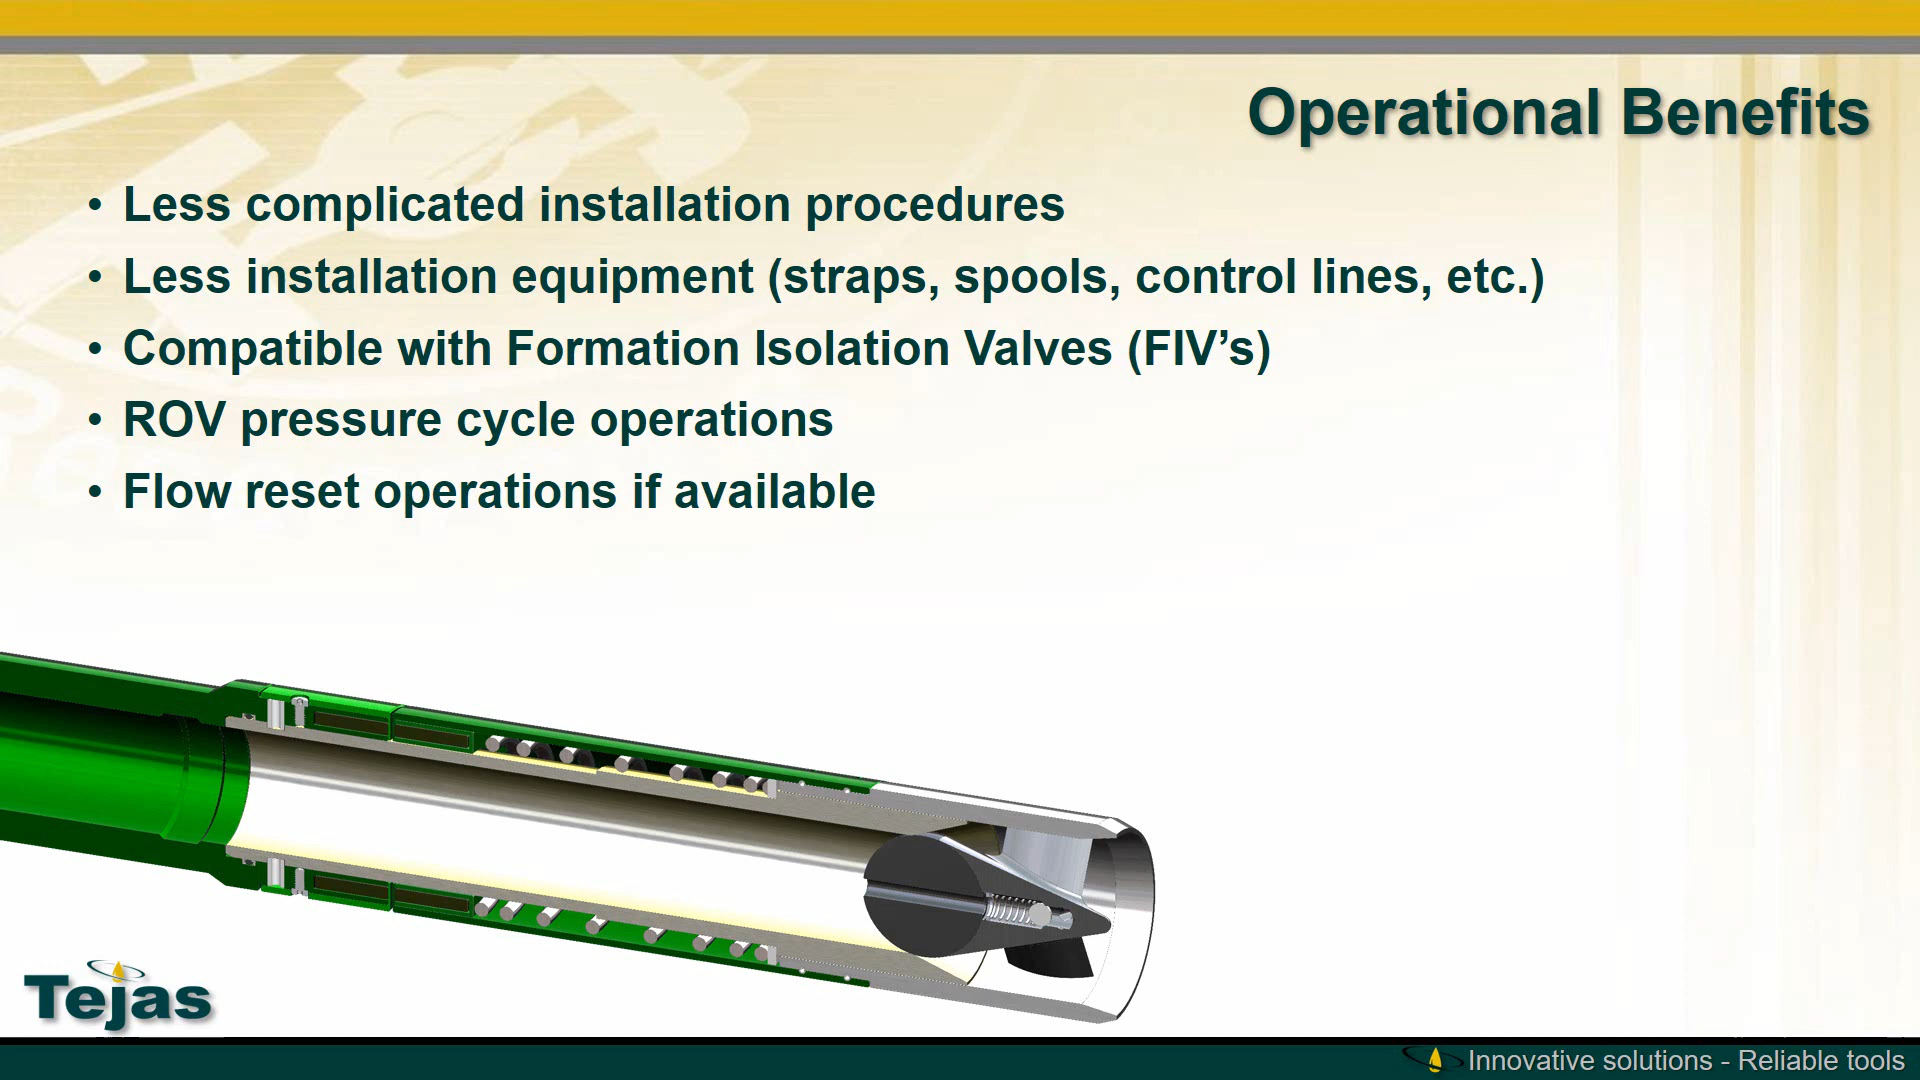 Operational Benefits
• Less complicated installation procedures
• Less installation equipment (straps, spools, control lines, etc.)
• Compatible with Formation Isolation Valves (FIV’s)
• ROV pressure cycle operations
• Flow reset operations if available
Tejas
Innovative solutions - Reliable tools